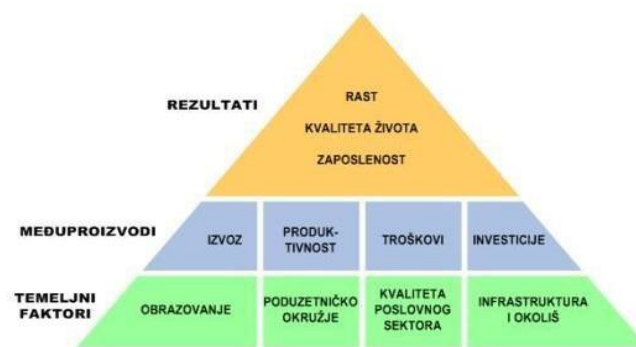 REZULTATI
RAST
KVALITETA ŽIVOTA
ZAPOSLENOST
MEĐUPROIZVODI
IZVOZ
PRODUK-
TIVNOST
TROŠKOVI
INVESTICIJE
TEMELJNI
FAKTORI
OBRAZOVANJE
PODUZETNIČKO
OKRUŽJE
KVALITETA
POSLOVNOG
SEKTORA
INFRASTRUKTURA
I OKOLIŠ